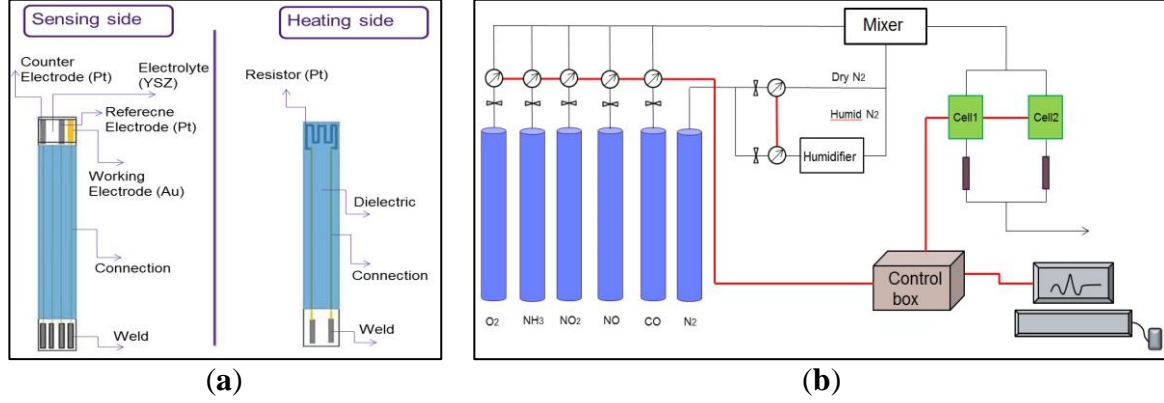 Sensing side
Heating side
Counter
Electrode (Pt)
Electrolyte
(YSZ)
Referecne
Electrode (Pt)
Working
Electrode (Au)
Connection
Weld
Resistor (Pt)
Dielectric
Connection
Weld
(a)
Mixer
Dry N2
Humid N2
Humidifier
Cell1
Cell2
Control
box
O2
NH3
NO2
NO
CO
N2
(b)